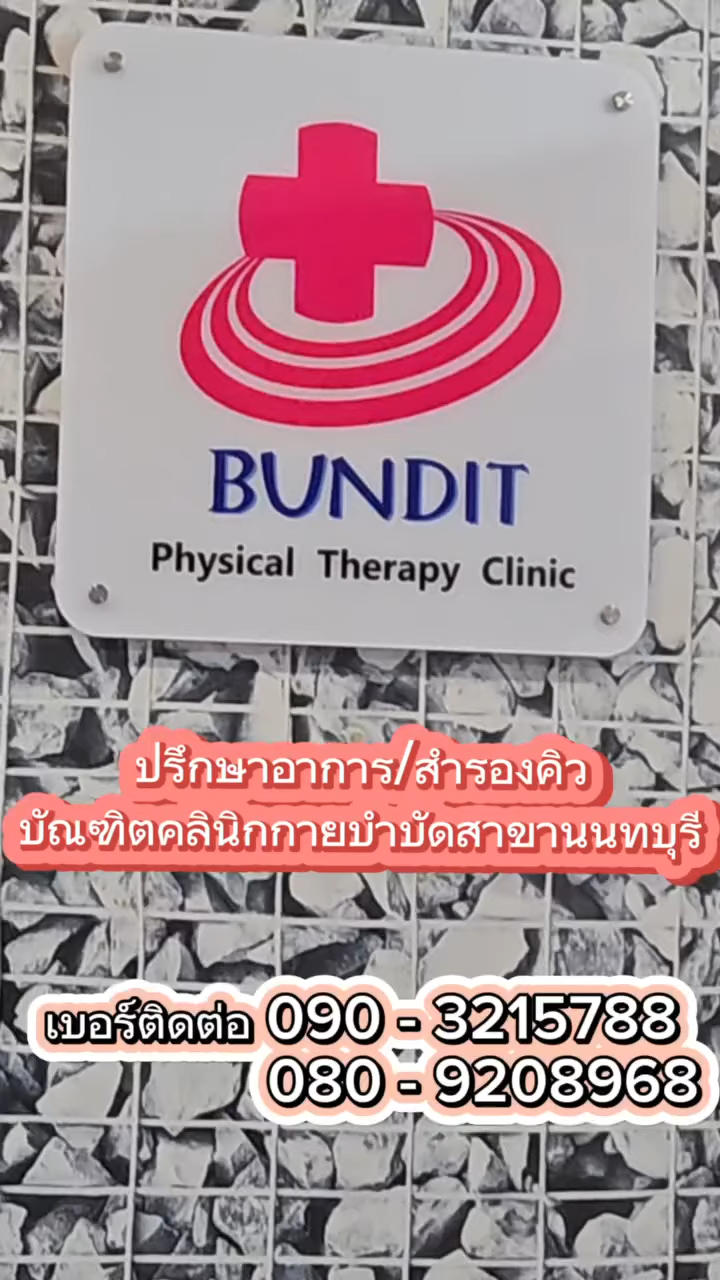 BUNDIT
Physical Therapy Clinic
ปรึกษาอาการ/สำรองคิว
บัณฑิตคลินิกกายบำบัดสาขานนทบุรี
เบอร์ติดต่อ 090 - 3215788
080 - 9208968